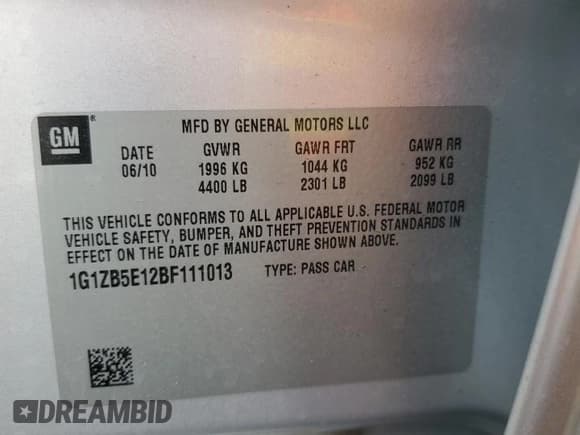 GM ®
MFD BY GENERAL MOTORS LLC
DATE GVWR GAWR FRT GAWR RR
06/10 1996 KG 1044 KG 952 KG
4400 LB 2301 LB 2099 LB
THIS VEHICLE CONFORMS TO ALL APPLICABLE U.S. FEDERAL MOTOR
VEHICLE SAFETY, BUMPER, AND THEFT PREVENTION STANDARDS IN
EFFECT ON THE DATE OF MANUFACTURE SHOWN ABOVE.
1G1ZB5E12BF111013 TYPE: PASS CAR
DREAMBID